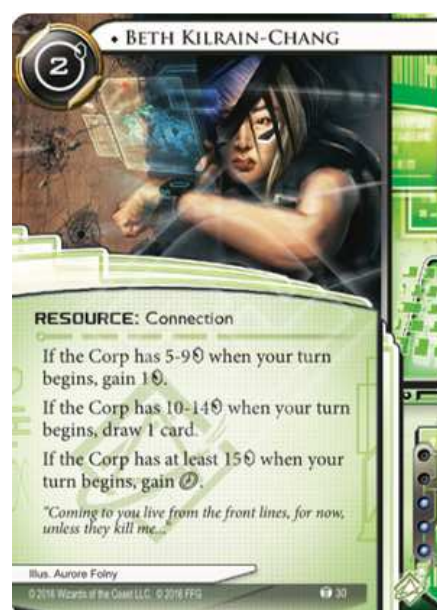 BETH KILRAIN-CHANG
2
RESOURCE: Connection
If the Corp has 5-9 when your turn
begins, gain 1.
If the Corp has 10-14 when your turn
begins, draw 1 card.
If the Corp has at least 15 when your
turn begins, gain.
"Coming to you live from the front lines, for now,
unless they kill me..."
Illus. Aurore Folny
© 2016 Wizards of the Coast LLC. © 2016 FFG
30